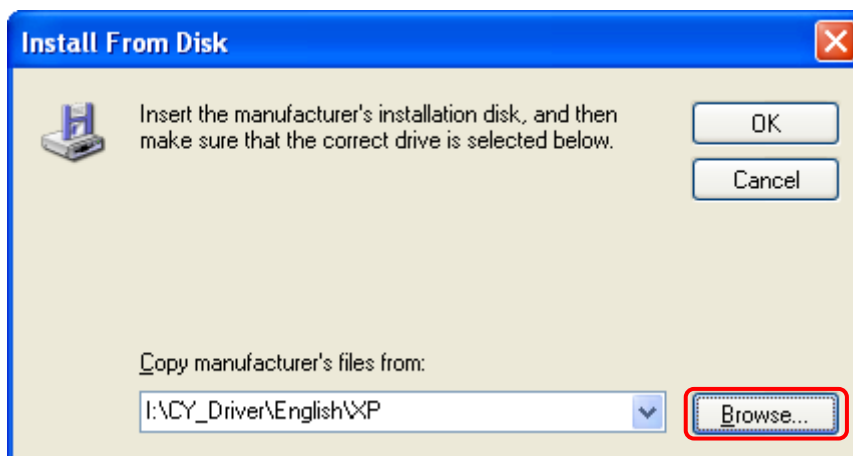 Install From Disk
Insert the manufacturer's installation disk, and then
make sure that the correct drive is selected below.
OK
Cancel
Copy manufacturer's files from:
I:\CY_Driver\English\XP
Browse...